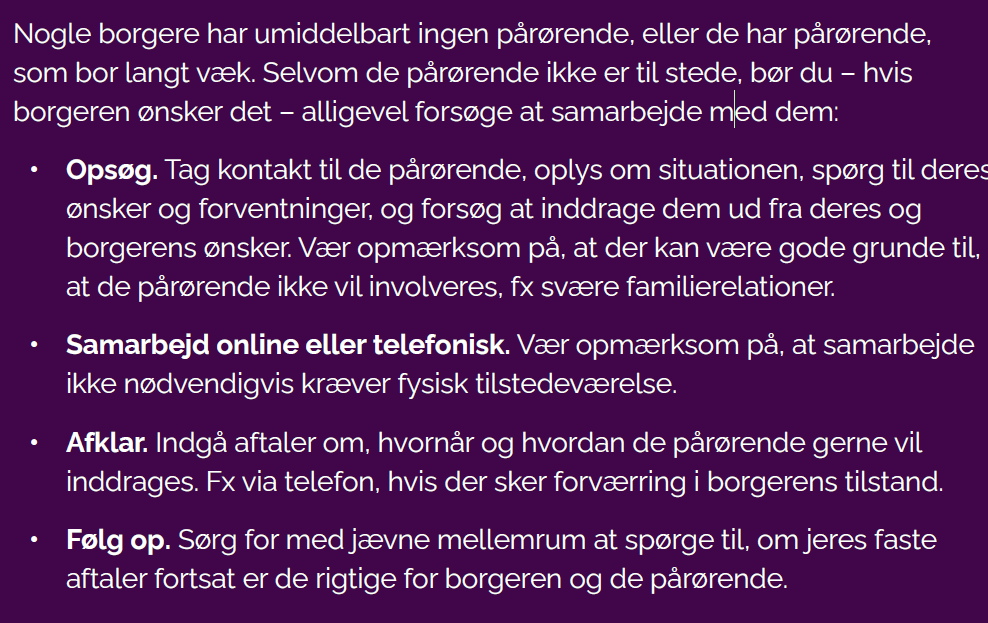 Nogle borgere har umiddelbart ingen pårørende, eller de har pårørende,
som bor langt væk. Selvom de pårørende ikke er til stede, bør du – hvis
borgeren ønsker det – alligevel forsøge at samarbejde med dem:
• Opsøg. Tag kontakt til de pårørende, oplys om situationen, spørg til deres
ønsker og forventninger, og forsøg at inddrage dem ud fra deres og
borgerens ønsker. Vær opmærksom på, at der kan være gode grunde til,
at de pårørende ikke vil involveres, fx svære familierelationer.
• Samarbejd online eller telefonisk. Vær opmærksom på, at samarbejde
ikke nødvendigvis kræver fysisk tilstedeværelse.
• Afklar. Indgå aftaler om, hvornår og hvordan de pårørende gerne vil
inddrages. Fx via telefon, hvis der sker forværring i borgerens tilstand.
• Følg op. Sørg for med jævne mellemrum at spørge til, om jeres faste
aftaler fortsat er de rigtige for borgeren og de pårørende.